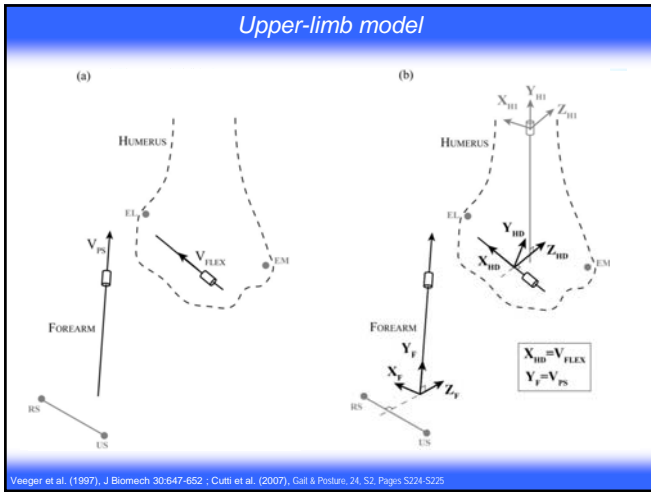 Upper-limb model
(a)
HUMERUS
EL
EM
V_PS
V_FLEX
FOREARM
RS
US
(b)
Y_H1
X_H1
Z_H1
HUMERUS
EL
Y_HD
Z_HD
X_HD
EM
FOREARM
Y_F
X_F
Z_F
RS
US
X_HD=V_FLEX
Y_F=V_PS
Veeger et al. (1997), J Biomech 30:647-652 ; Cutti et al. (2007), Gait & Posture, 24, S2, Pages S224-S225